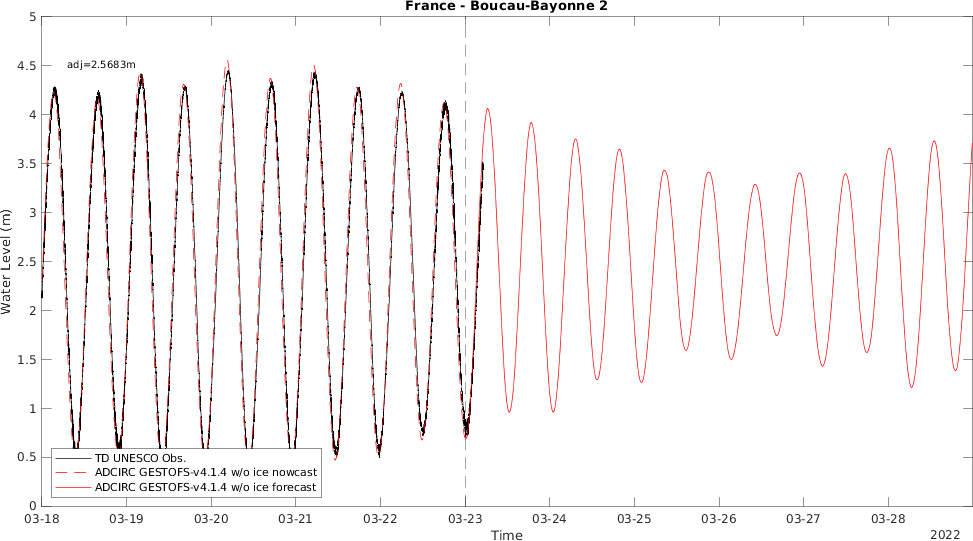 France - Boucau-Bayonne 2
adj=2.5683m
Water Level (m)
5
4.5
4
3.5
3
2.5
2
1.5
1
0.5
0
TD UNESCO Obs.
ADCIRC GESTOFS-v4.1.4 w/o ice nowcast
ADCIRC GESTOFS-v4.1.4 w/o ice forecast
03-18 03-19 03-20 03-21 03-22 03-23 03-24 03-25 03-26 03-27 03-28
Time
2022